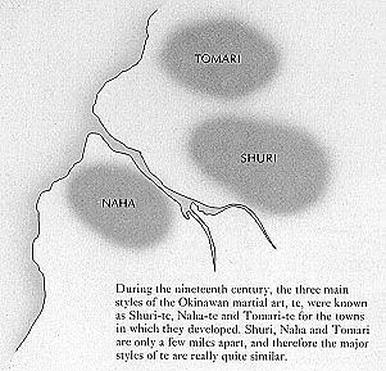 TOMARI
SHURI
NAHA
During the nineteenth century, the three main
styles of the Okinawan martial art, te, were known
as Shuri-te, Naha-te and Tomari-te for the towns
in which they developed. Shuri, Naha and Tomari
are only a few miles apart, and therefore the major
styles of te are really quite similar.